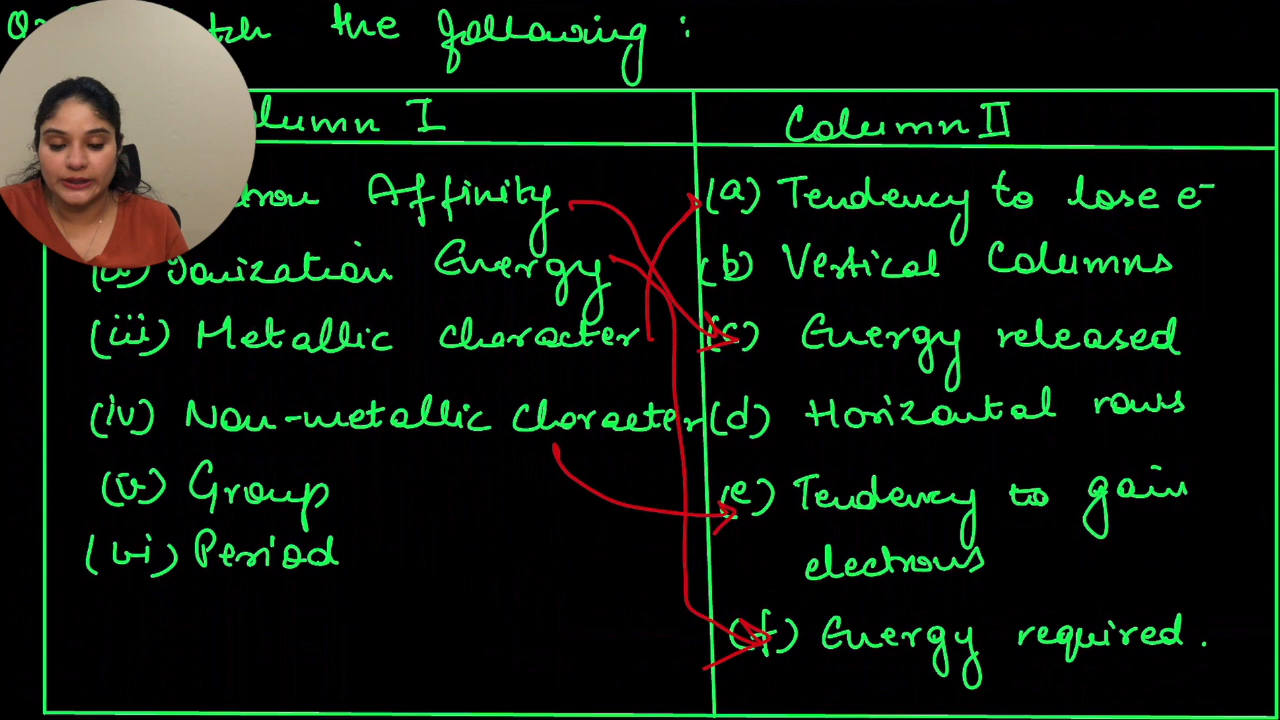 the following :
Column I
Column II
Affinity
(a) Tendency to lose e⁻
Ionization Energy
(b) Vertical Columns
(iii) Metallic character
(c) Energy released
(iv) Non-metallic character
(d) Horizontal rows
(v) Group
(e) Tendency to gain
electrons
(vi) Period
(f) Energy required.